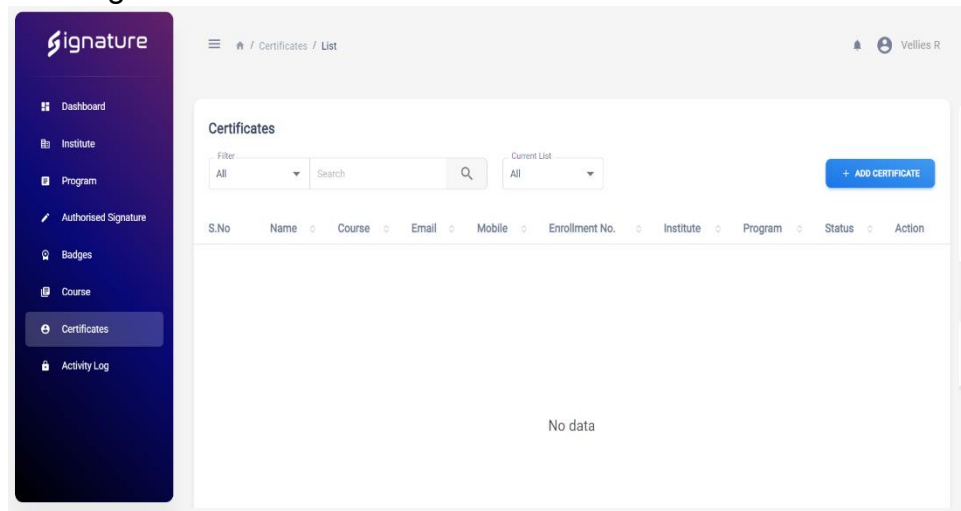 Signature
/ Certificates / List
Vellies R
Dashboard
Institute
Program
Authorised Signature
Badges
Course
Certificates
Activity Log
Certificates
Filter
All
Search
Current List
All
+ ADD CERTIFICATE
S.No Name Course Email Mobile Enrollment No. Institute Program Status Action
No data